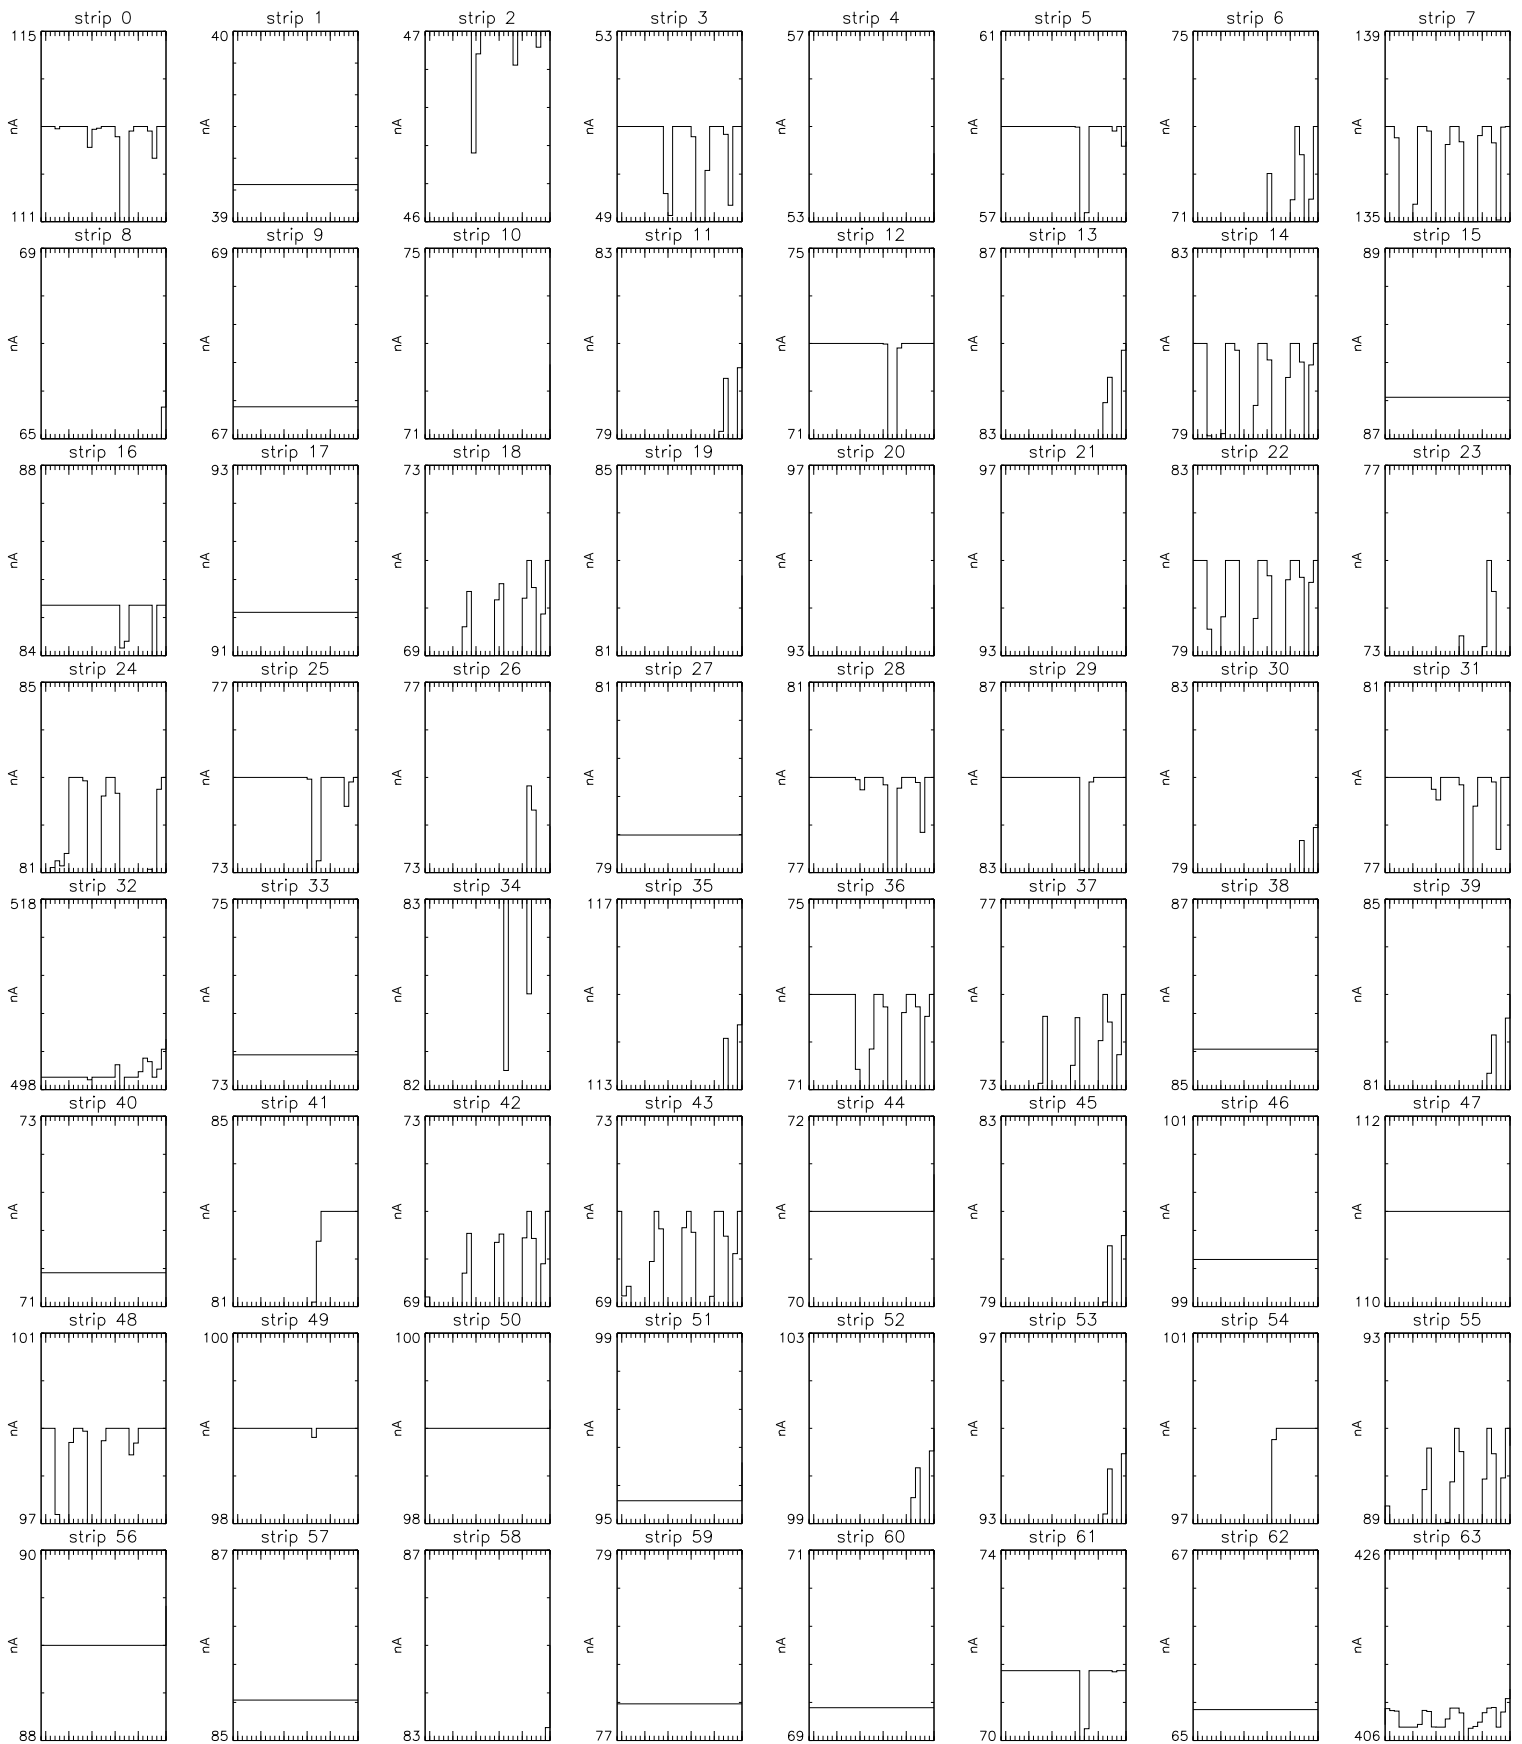 strip 0 strip 1 strip 2 strip 3 strip 4 strip 5 strip 6 strip 7
115 40 47 53 57 61 75 139
nA nA nA nA nA nA nA nA
111 39 46 49 53 57 71 135
strip 8 strip 9 strip 10 strip 11 strip 12 strip 13 strip 14 strip 15
69 69 75 83 75 87 83 89
nA nA nA nA nA nA nA nA
65 67 71 79 71 83 79 87
strip 16 strip 17 strip 18 strip 19 strip 20 strip 21 strip 22 strip 23
88 93 73 85 97 97 83 77
nA nA nA nA nA nA nA nA
84 91 69 81 93 93 79 73
strip 24 strip 25 strip 26 strip 27 strip 28 strip 29 strip 30 strip 31
85 77 77 81 81 87 83 81
nA nA nA nA nA nA nA nA
81 73 73 79 77 83 79 77
strip 32 strip 33 strip 34 strip 35 strip 36 strip 37 strip 38 strip 39
518 75 83 117 75 77 87 85
nA nA nA nA nA nA nA nA
498 73 82 113 71 73 85 81
strip 40 strip 41 strip 42 strip 43 strip 44 strip 45 strip 46 strip 47
73 85 73 73 72 83 101 112
nA nA nA nA nA nA nA nA
71 81 69 69 70 79 99 110
strip 48 strip 49 strip 50 strip 51 strip 52 strip 53 strip 54 strip 55
101 100 100 99 103 97 101 93
nA nA nA nA nA nA nA nA
97 98 98 95 99 93 97 89
strip 56 strip 57 strip 58 strip 59 strip 60 strip 61 strip 62 strip 63
90 87 87 79 71 74 67 426
nA nA nA nA nA nA nA nA
88 85 83 77 69 70 65 406